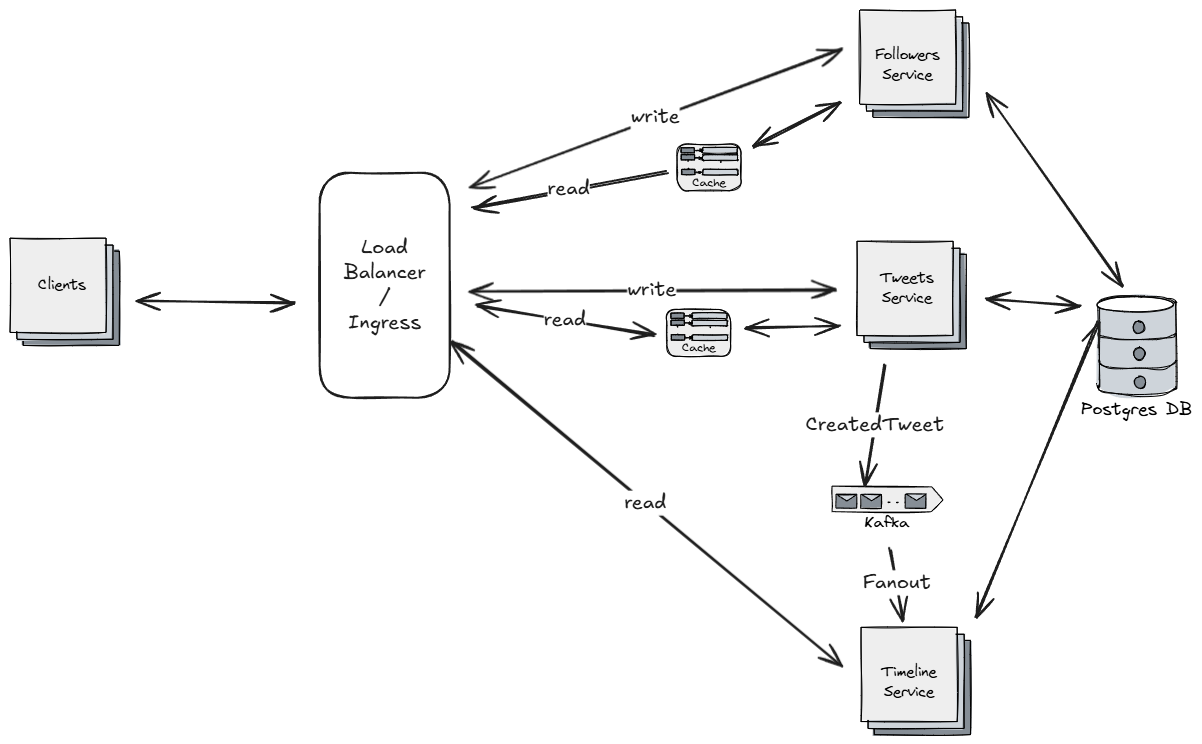 Followers
Service
write
Cache
read
Load
Balancer
/
Ingress
Clients
Tweets
Service
write
read
Cache
Postgres DB
CreatedTweet
read
Kafka
Fanout
Timeline
Service